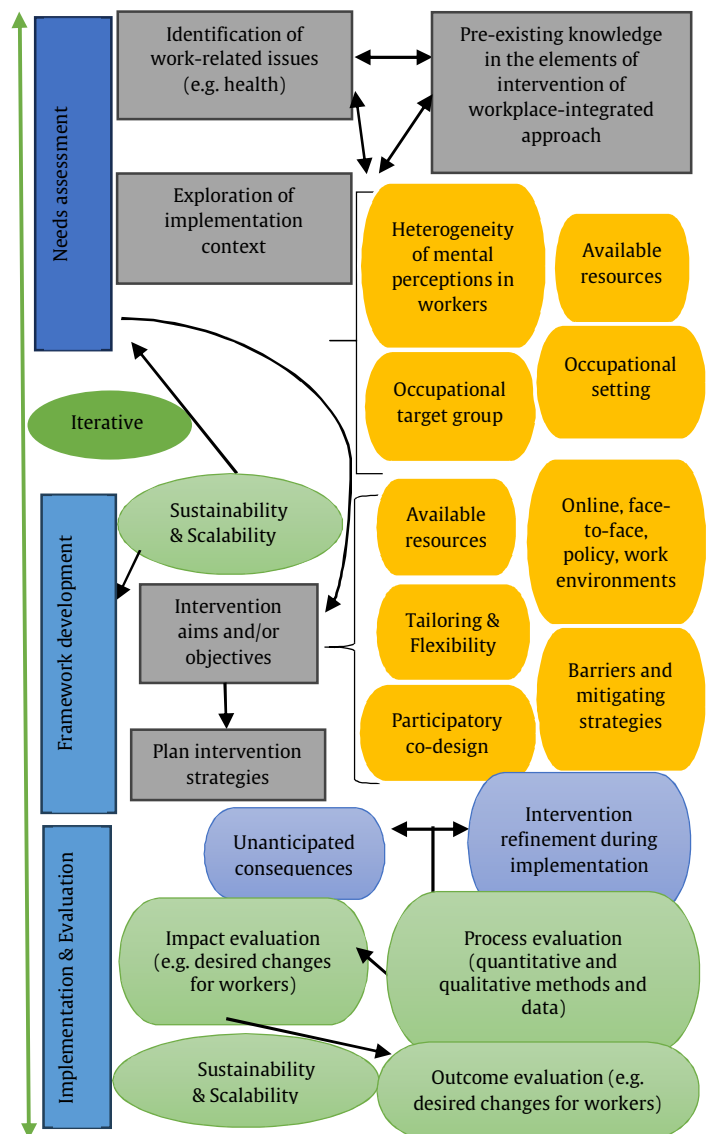 Needs assessment
Identification of
work-related issues
(e.g. health)
Pre-existing knowledge
in the elements of
intervention of
workplace-integrated
approach
Exploration of
implementation
context
Heterogeneity
of mental
perceptions in
workers
Available
resources
Occupational
target group
Occupational
setting
Iterative
Framework development
Sustainability
& Scalability
Available
resources
Online, face-
to-face,
policy, work
environments
Intervention
aims and/or
objectives
Tailoring &
Flexibility
Barriers and
mitigating
strategies
Participatory
co-design
Plan intervention
strategies
Implementation & Evaluation
Unanticipated
consequences
Intervention
refinement during
implementation
Impact evaluation
(e.g. desired changes
for workers)
Process evaluation
(quantitative and
qualitative methods and
data)
Sustainability
& Scalability
Outcome evaluation (e.g.
desired changes for workers)